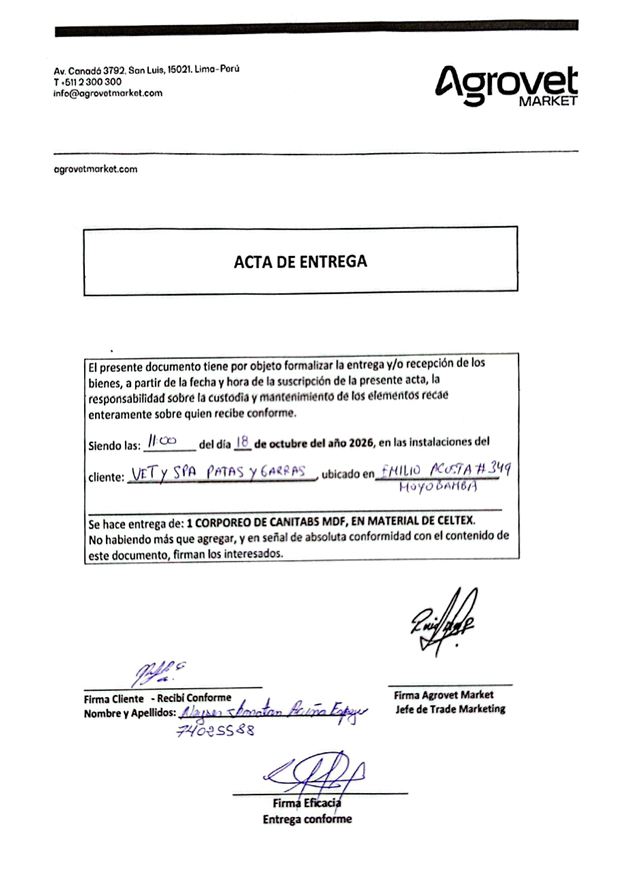 Av. Canadá 3792, San Luis, 15021. Lima-Perú
T +511 2 300 300
info@agrovetmarket.com
Agrovet
MARKET
agrovetmarket.com
ACTA DE ENTREGA
El presente documento tiene por objeto formalizar la entrega y/o recepción de los
bienes, a partir de la fecha y hora de la suscripción de la presente acta, la
responsabilidad sobre la custodia y mantenimiento de los elementos recae
enteramente sobre quien recibe conforme.
Siendo las: 11:00 del día 18 de octubre del año 2026, en las instalaciones del
cliente: VET Y SPA PATAS Y GARRAS, ubicado en EMILIO ACOSTA #349
MOYOBAMBA
Se hace entrega de: 1 CORPOREO DE CANITABS MDF, EN MATERIAL DE CELTEX.
No habiendo más que agregar, y en señal de absoluta conformidad con el contenido de
este documento, firman los interesados.
Firma Cliente - Recibí Conforme
Nombre y Apellidos:
74025588
Firma Agrovet Market
Jefe de Trade Marketing
Firma Eficacia
Entrega conforme